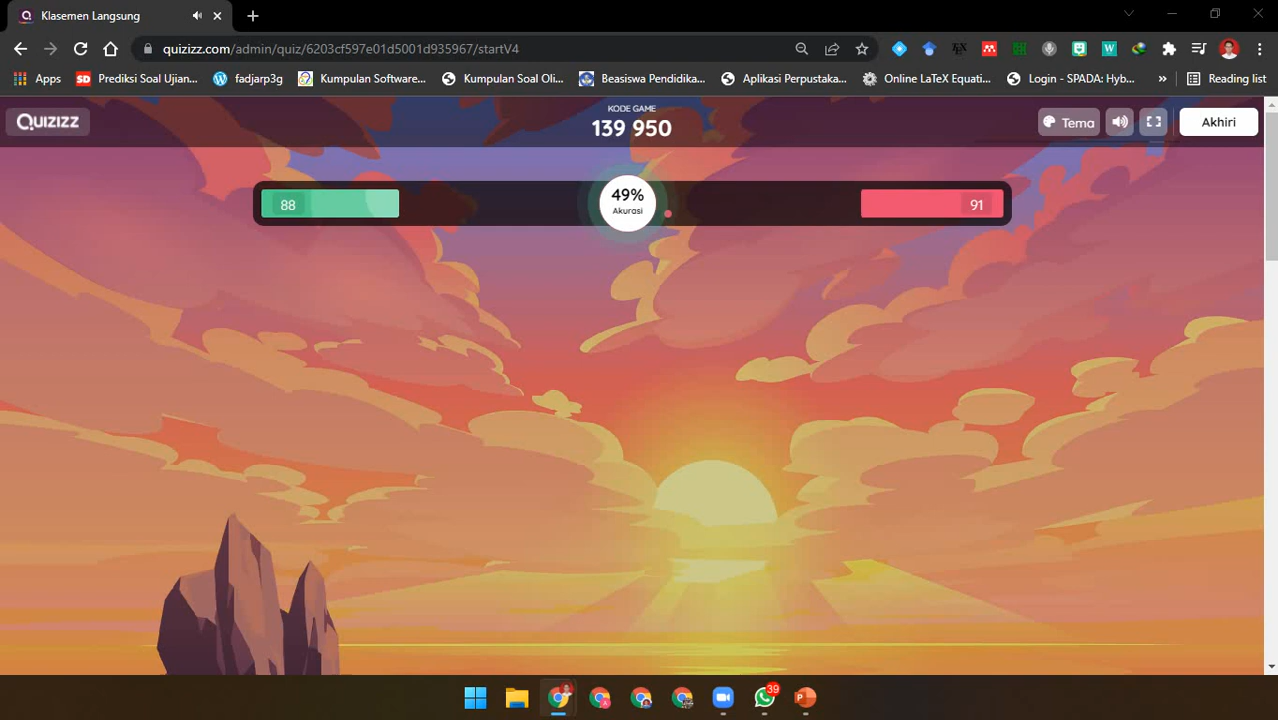 Klasemen Langsung
quizizz.com/admin/quiz/6203cf597e01d5001d935967/startV4
Apps
SD Prediksi Soal Ujian...
fadjarp3g
Kumpulan Software...
Kumpulan Soal Oli...
Beasiswa Pendidika...
Aplikasi Perpustaka...
Online LaTeX Equati...
Login - SPADA: Hyb...
»
Reading list
Quizizz
KODE GAME
139 950
Tema
Akhiri
88
49%
Akurasi
91
39